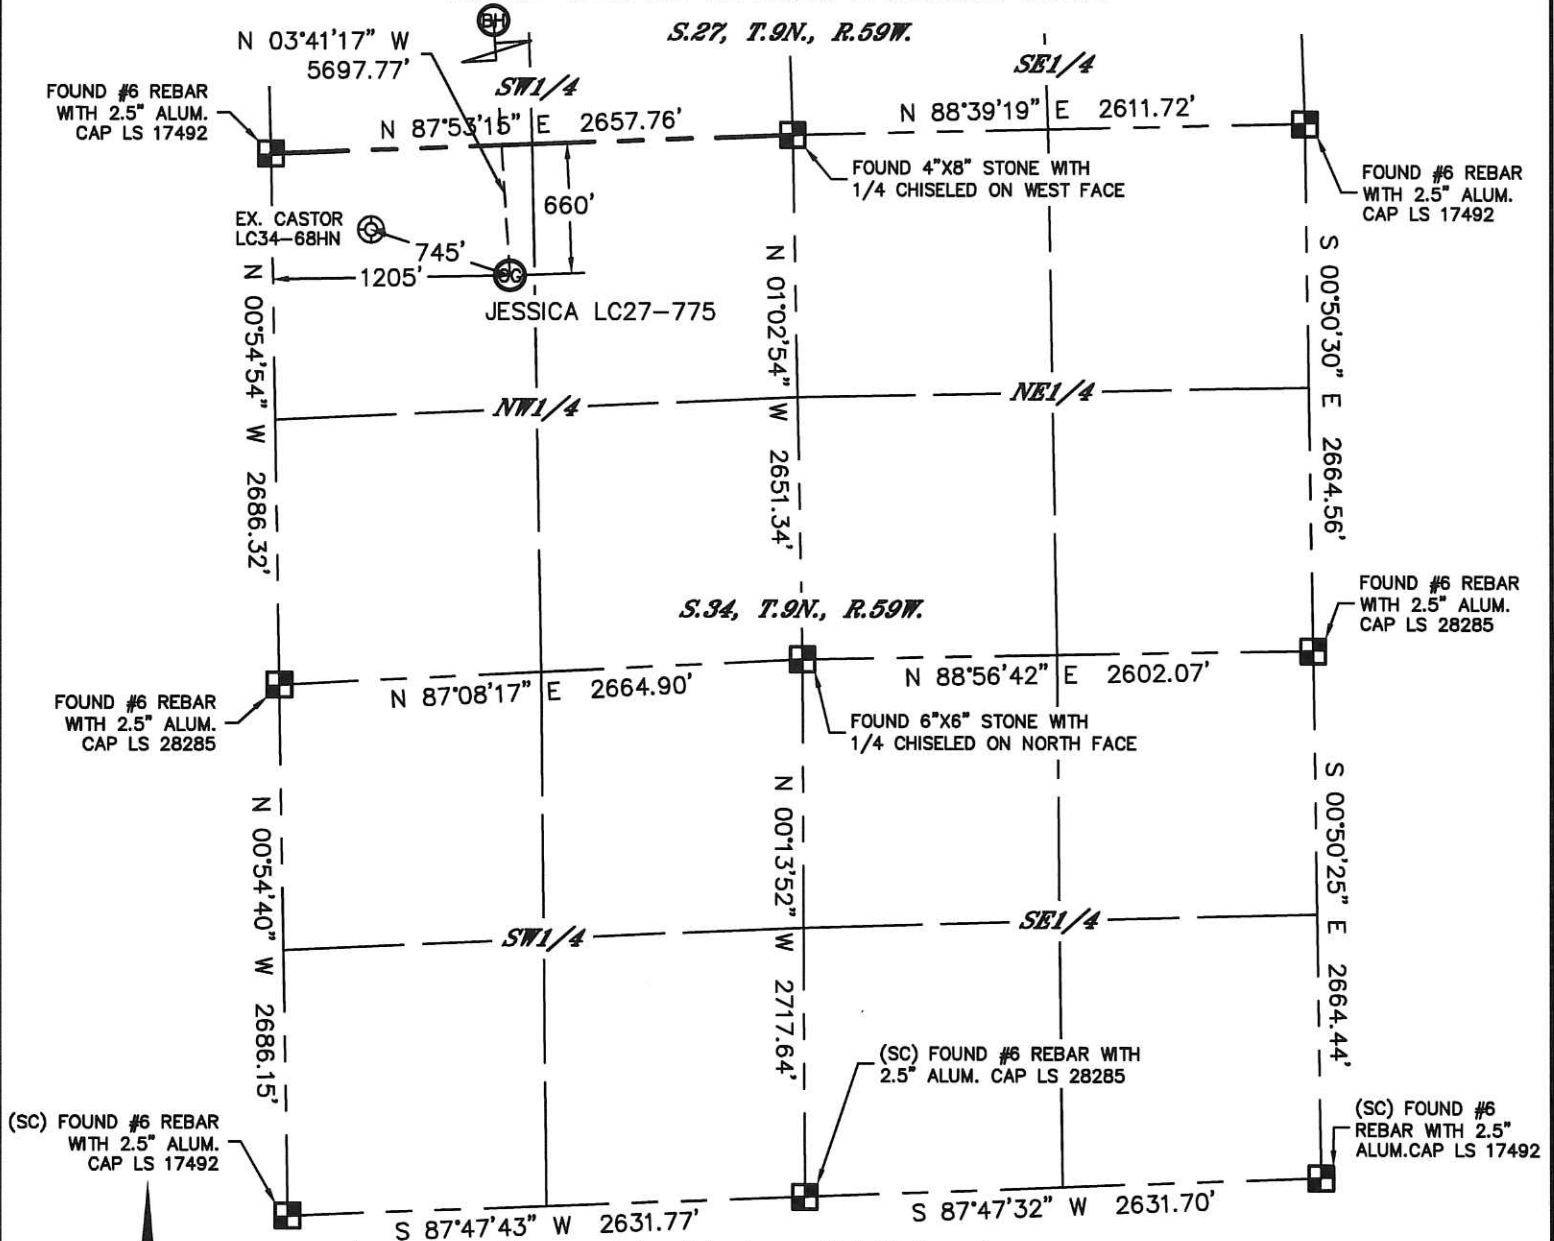 BH
S.27, T.9N., R.59W.
N 03°41'17" W
5697.77'
SW1/4
SE1/4
FOUND #6 REBAR
WITH 2.5" ALUM.
CAP LS 17492
N 87°53'15" E 2657.76'
N 88°39'19" E 2611.72'
FOUND 4"X8" STONE WITH
1/4 CHISELED ON WEST FACE
FOUND #6 REBAR
WITH 2.5" ALUM.
CAP LS 17492
660'
EX. CASTOR
LC34-68HN
745'
1205'
JESSICA LC27-775
N 00°54'54" W 2686.32'
N 01°02'54" W 2651.34'
S 00°50'30" E 2664.56'
NW1/4
NE1/4
S.34, T.9N., R.59W.
FOUND #6 REBAR
WITH 2.5" ALUM.
CAP LS 28285
N 87°08'17" E 2664.90'
N 88°56'42" E 2602.07'
FOUND #6 REBAR
WITH 2.5" ALUM.
CAP LS 28285
FOUND 6"X6" STONE WITH
1/4 CHISELED ON NORTH FACE
N 00°54'40" W 2686.15'
N 00°13'52" W 2717.64'
S 00°50'25" E 2664.44'
SW1/4
SE1/4
(SC) FOUND #6 REBAR WITH
2.5" ALUM. CAP LS 28285
(SC) FOUND #6 REBAR
WITH 2.5" ALUM.
CAP LS 17492
(SC) FOUND #6
REBAR WITH 2.5"
ALUM.CAP LS 17492
S 87°47'43" W 2631.77'
S 87°47'32" W 2631.70'